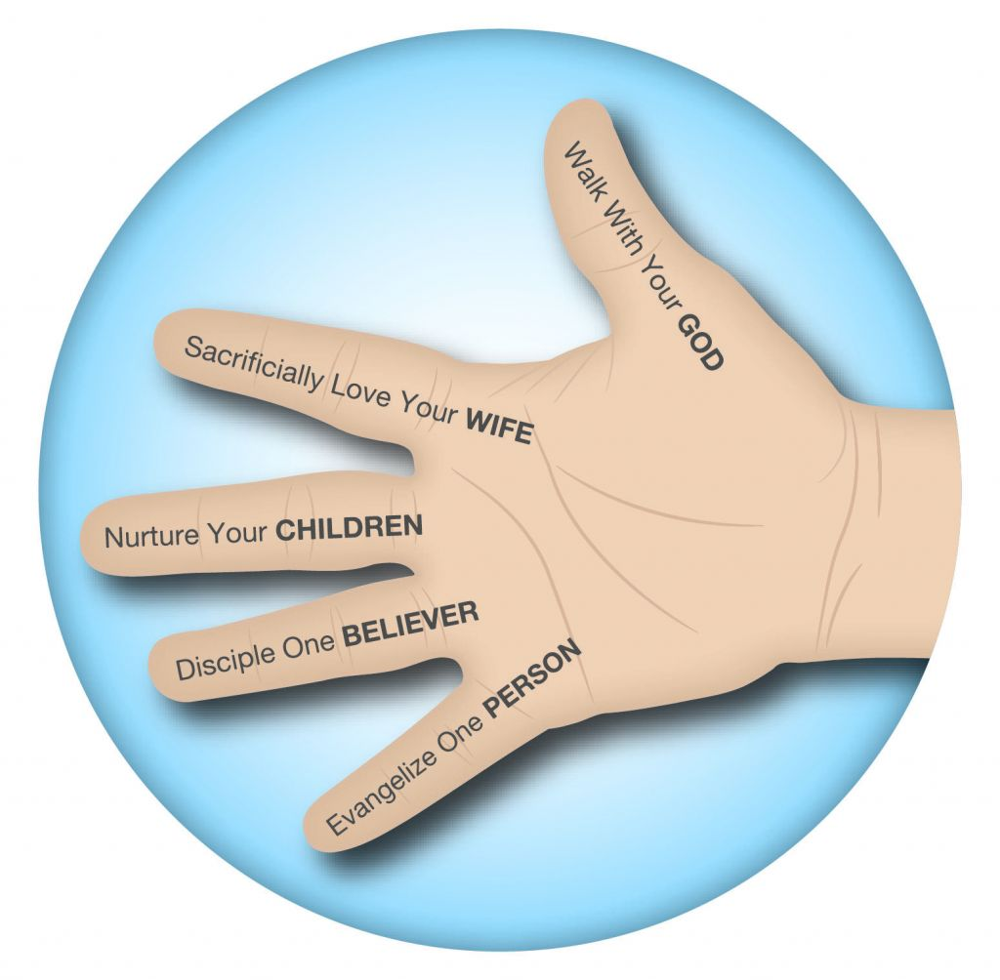 Walk With Your GOD
Sacrificially Love Your WIFE
Nurture Your CHILDREN
Disciple One BELIEVER
Evangelize One PERSON